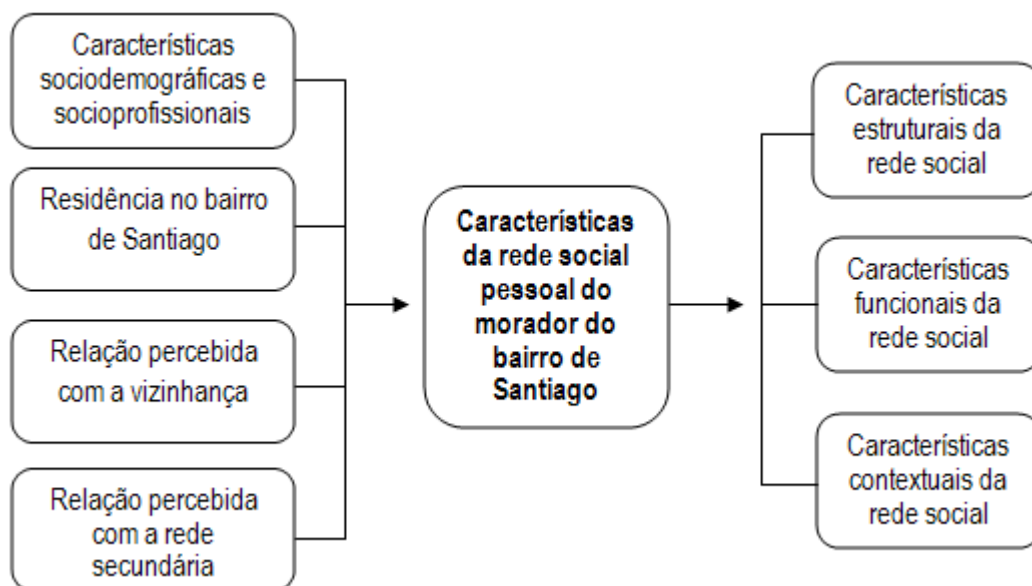 Características
sociodemográficas e
socioprofissionais
Residência no bairro
de Santiago
Relação percebida
com a vizinhança
Relação percebida
com a rede
secundária
Características
da rede social
pessoal do
morador do
bairro de
Santiago
Características
estruturais da
rede social
Características
funcionais da
rede social
Características
contextuais da
rede social